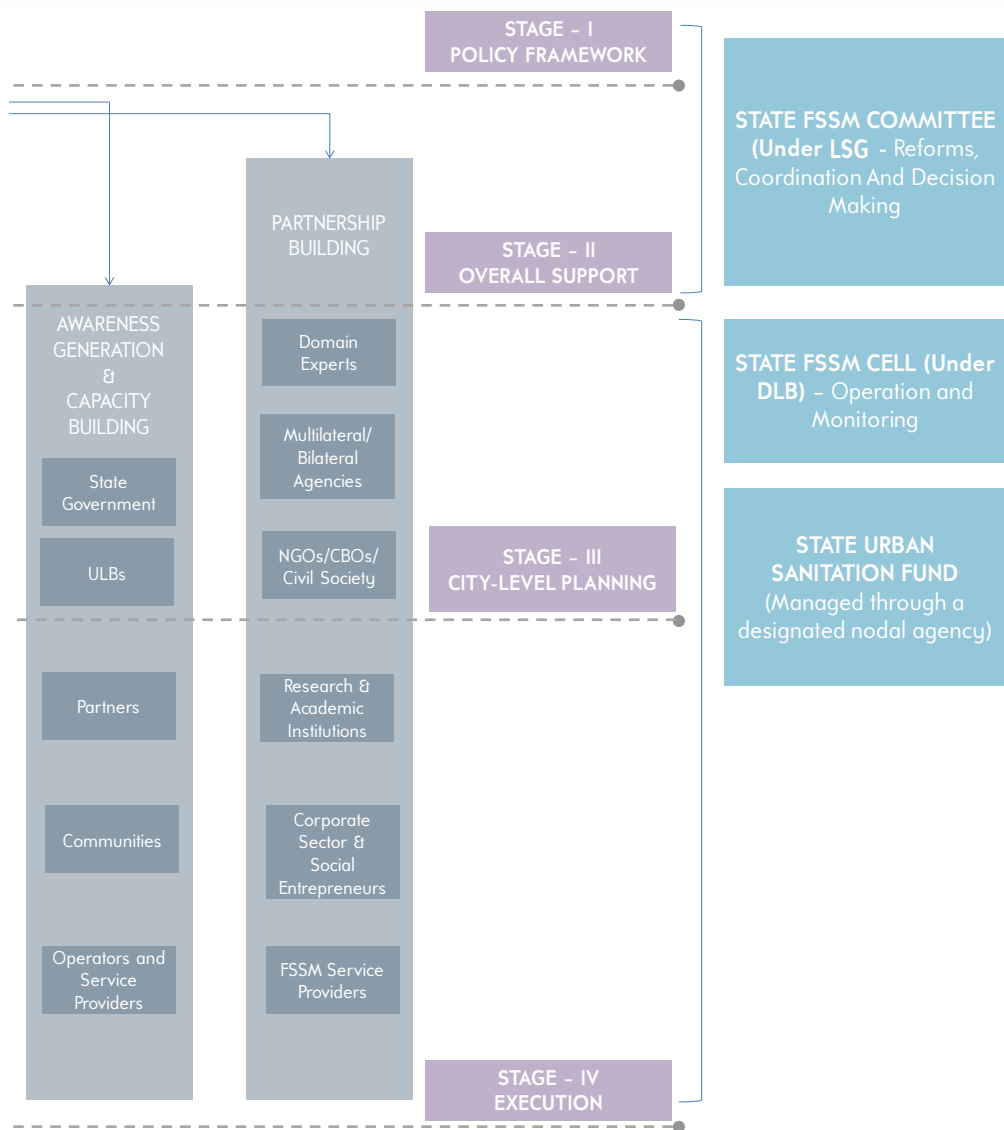 STAGE – I
POLICY FRAMEWORK
STATE FSSM COMMITTEE
(Under LSG - Reforms,
Coordination And Decision
Making
PARTNERSHIP
BUILDING
STAGE – II
OVERALL SUPPORT
AWARENESS
GENERATION
&
CAPACITY
BUILDING
Domain
Experts
STATE FSSM CELL (Under
DLB) – Operation and
Monitoring
Multilateral/
Bilateral
Agencies
State
Government
ULBs
NGOs/CBOs/
Civil Society
STAGE – III
CITY-LEVEL PLANNING
STATE URBAN
SANITATION FUND
(Managed through a
designated nodal agency)
Partners
Research &
Academic
Institutions
Communities
Corporate
Sector &
Social
Entrepreneurs
Operators and
Service
Providers
FSSM Service
Providers
STAGE – IV
EXECUTION